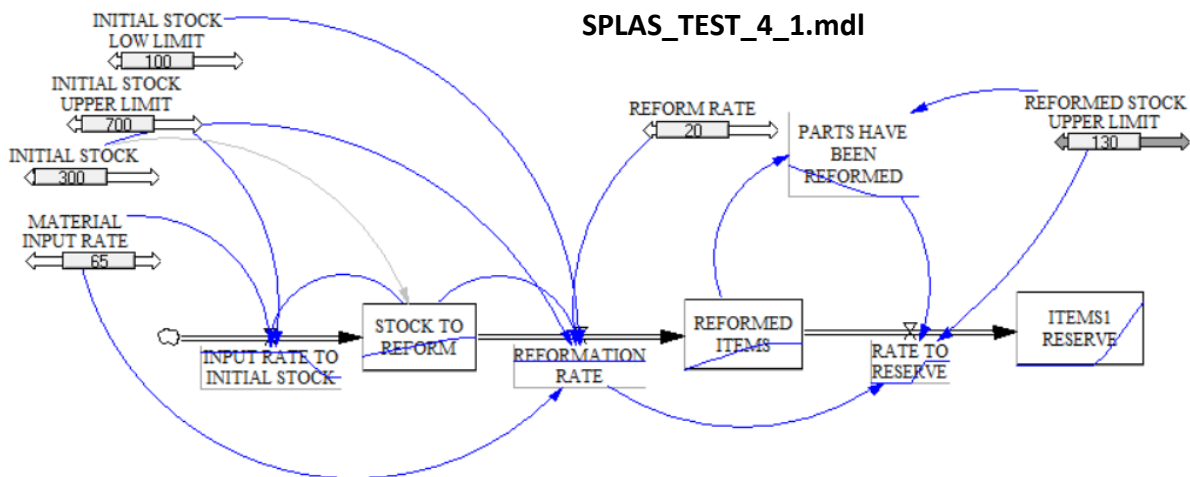 SPLAS_TEST_4_1.mdl
INITIAL STOCK
LOW LIMIT
100
INITIAL STOCK
UPPER LIMIT
700
INITIAL STOCK
300
MATERIAL
INPUT RATE
65
REFORM RATE
20
PARTS HAVE
BEEN
REFORMED
REFORMED STOCK
UPPER LIMIT
130
INPUT RATE TO
INITIAL STOCK
STOCK TO
REFORM
REFORMATION
RATE
REFORMED
ITEMS
RATE TO
RESERVE
ITEMS1
RESERVE